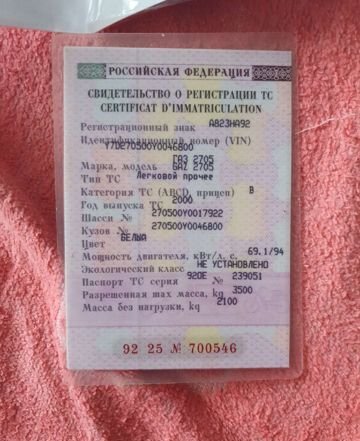 РОССИЙСКАЯ ФЕДЕРАЦИЯ
СВИДЕТЕЛЬСТВО О РЕГИСТРАЦИИ ТС
CERTIFICAT D'IMMATRICULATION
Регистрационный знак А823НА92
Идентификационный номер (VIN)
Y7D270500Y0046800
ГАЗ 2705
Марка, модель GAZ 2705
Тип ТС Легковой прочее
Категория ТС (ABCD, прицеп) B
Год выпуска ТС 2000
Шасси № 270500Y0017922
Кузов № 270500Y0046800
Цвет БЕЛЫЙ
Мощность двигателя, кВт/л. с. 69.1/94
Экологический класс НЕ УСТАНОВЛЕНО
Паспорт ТС серия 92ОЕ № 239051
Разрешенная max масса, kg 3500
Масса без нагрузки, kg 2100
92 25 № 700546